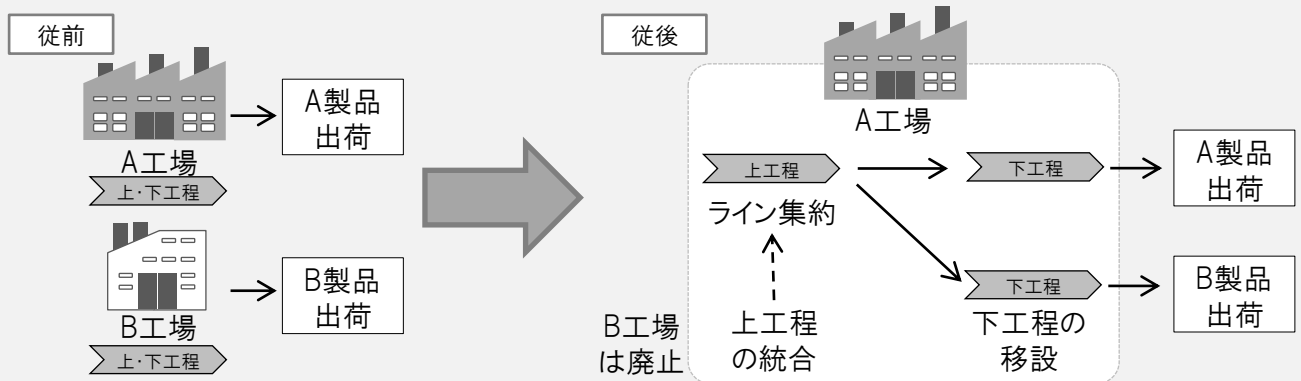 従前
A工場
上・下工程
A製品
出荷
B工場
上・下工程
B製品
出荷
従後
A工場
上工程
ライン集約
下工程
A製品
出荷
B工場
は廃止
上工程
の統合
下工程
下工程の
移設
B製品
出荷